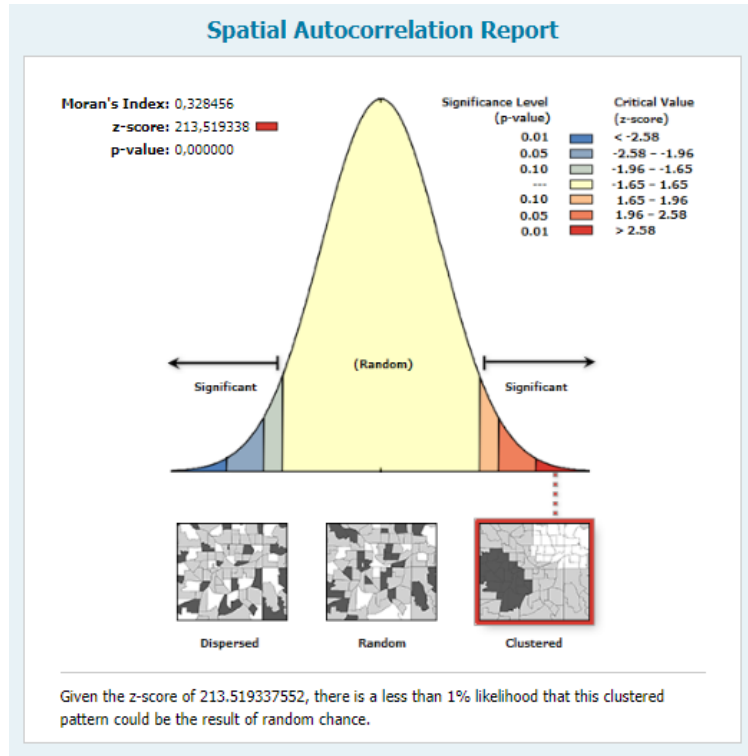 Spatial Autocorrelation Report
Moran's Index: 0,328456
z-score: 213,519338
p-value: 0,000000
Significance Level (p-value)
Critical Value (z-score)
0.01 < -2.58
0.05 -2.58 - -1.96
0.10 -1.96 - -1.65
--- -1.65 - 1.65
0.10 1.65 - 1.96
0.05 1.96 - 2.58
0.01 > 2.58
(Random)
Significant
Significant
Dispersed
Random
Clustered
Given the z-score of 213.519337552, there is a less than 1% likelihood that this clustered
pattern could be the result of random chance.